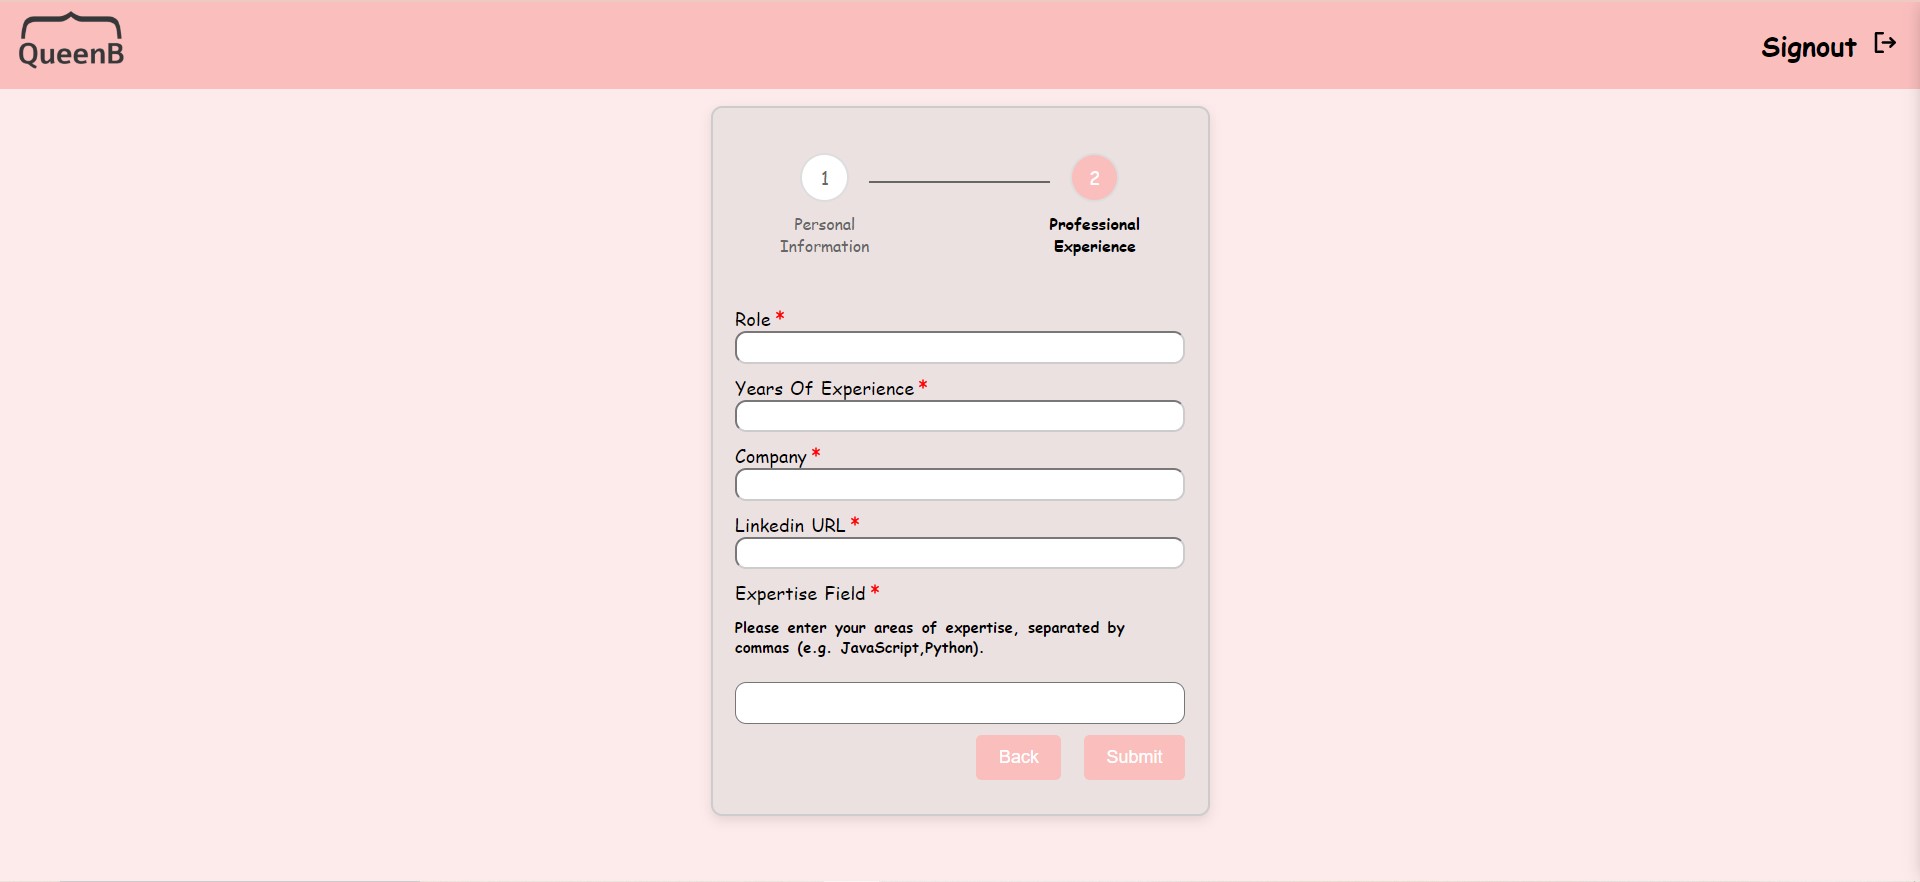 QueenB
Signout
1
2
Personal
Information
Professional
Experience
Role *
Years Of Experience *
Company *
Linkedin URL *
Expertise Field *
Please enter your areas of expertise, separated by
commas (e.g. JavaScript,Python).
Back
Submit